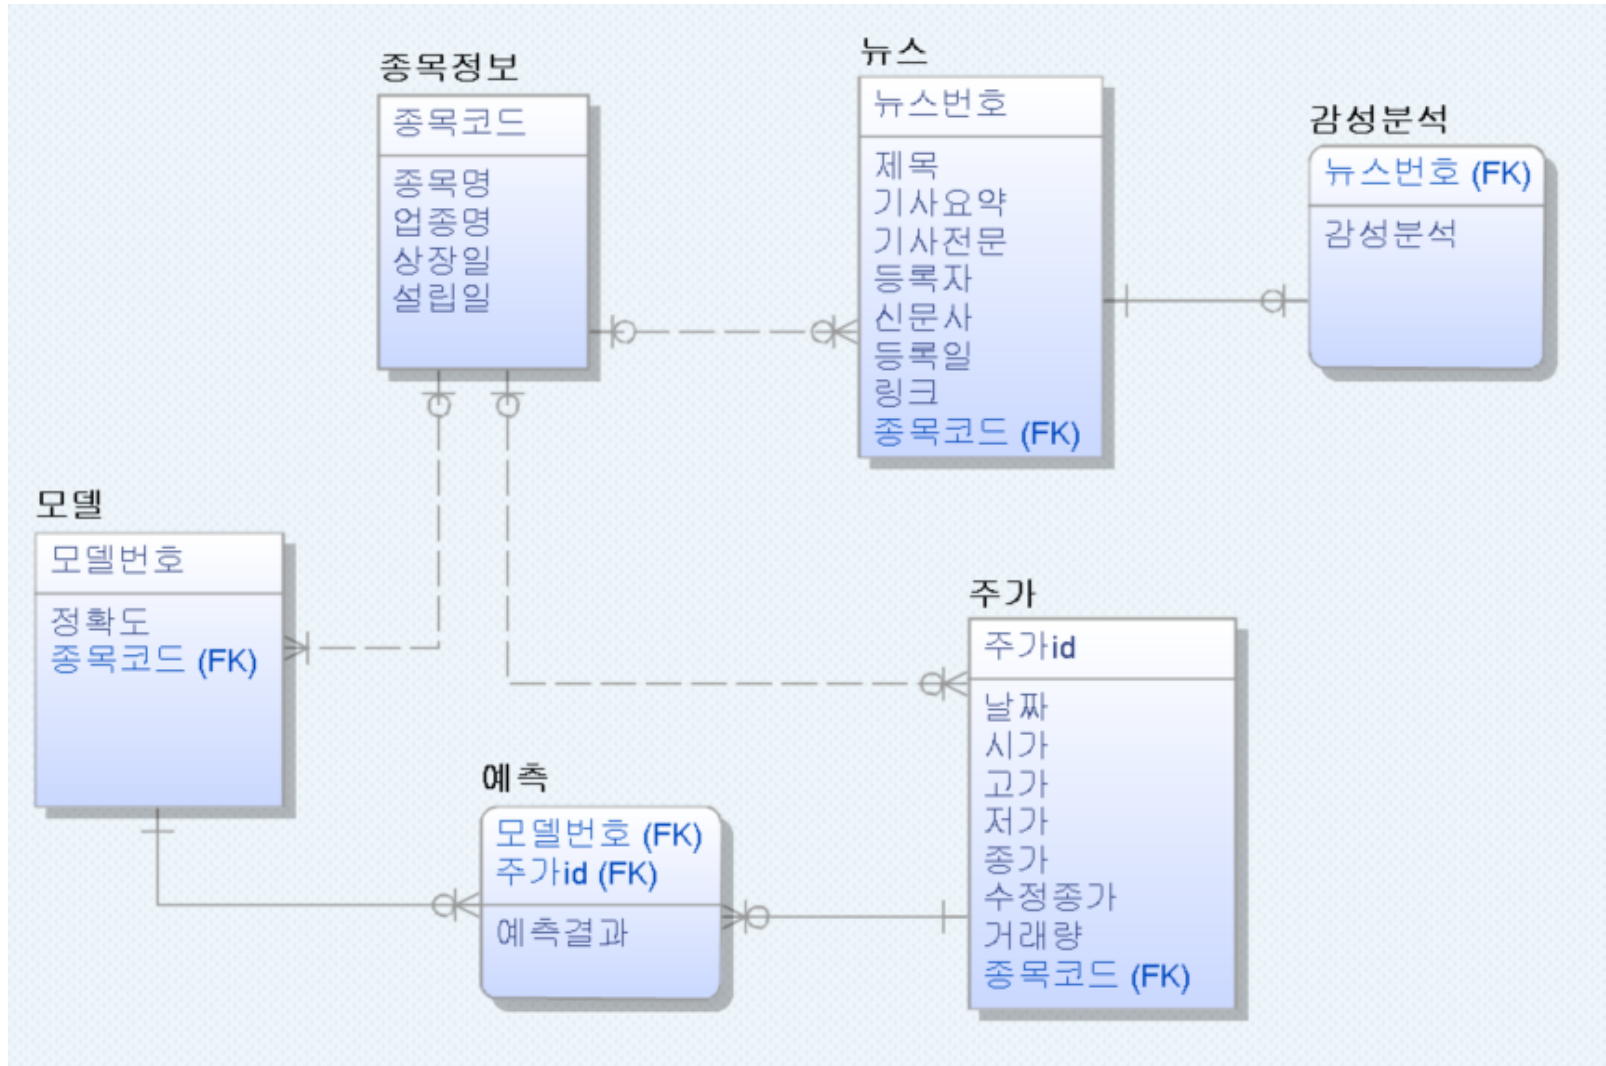 종목정보
종목코드
종목명
업종명
상장일
설립일
뉴스
뉴스번호
제목
기사요약
기사전문
등록자
신문사
등록일
링크
종목코드 (FK)
감성분석
뉴스번호 (FK)
감성분석
모델
모델번호
정확도
종목코드 (FK)
예측
모델번호 (FK)
주가id (FK)
예측결과
주가
주가id
날짜
시가
고가
저가
종가
수정종가
거래량
종목코드 (FK)